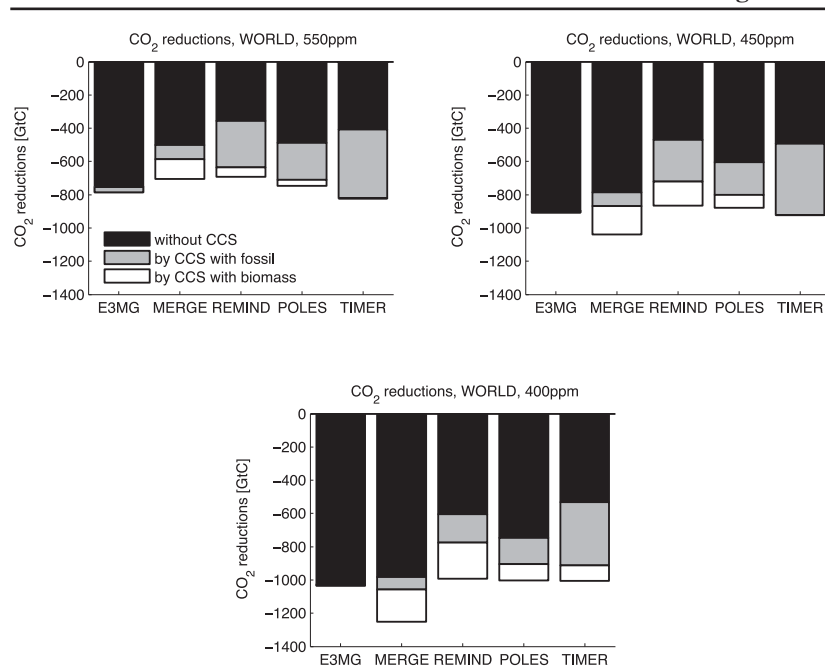 CO2 reductions, WORLD, 550ppm
0
−200
−400
−600
−800
−1000
−1200
−1400
CO2 reductions [GtC]
without CCS
by CCS with fossil
by CCS with biomass
E3MG MERGE REMIND POLES TIMER
CO2 reductions, WORLD, 450ppm
0
−200
−400
−600
−800
−1000
−1200
−1400
CO2 reductions [GtC]
E3MG MERGE REMIND POLES TIMER
CO2 reductions, WORLD, 400ppm
0
−200
−400
−600
−800
−1000
−1200
−1400
CO2 reductions [GtC]
E3MG MERGE REMIND POLES TIMER